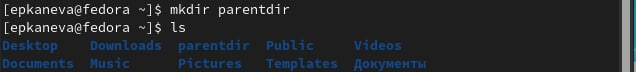 [epkaneva@fedora ~]$ mkdir parentdir
[epkaneva@fedora ~]$ ls
Desktop    Downloads  parentdir  Public     Videos
Documents  Music      Pictures   Templates  Документы